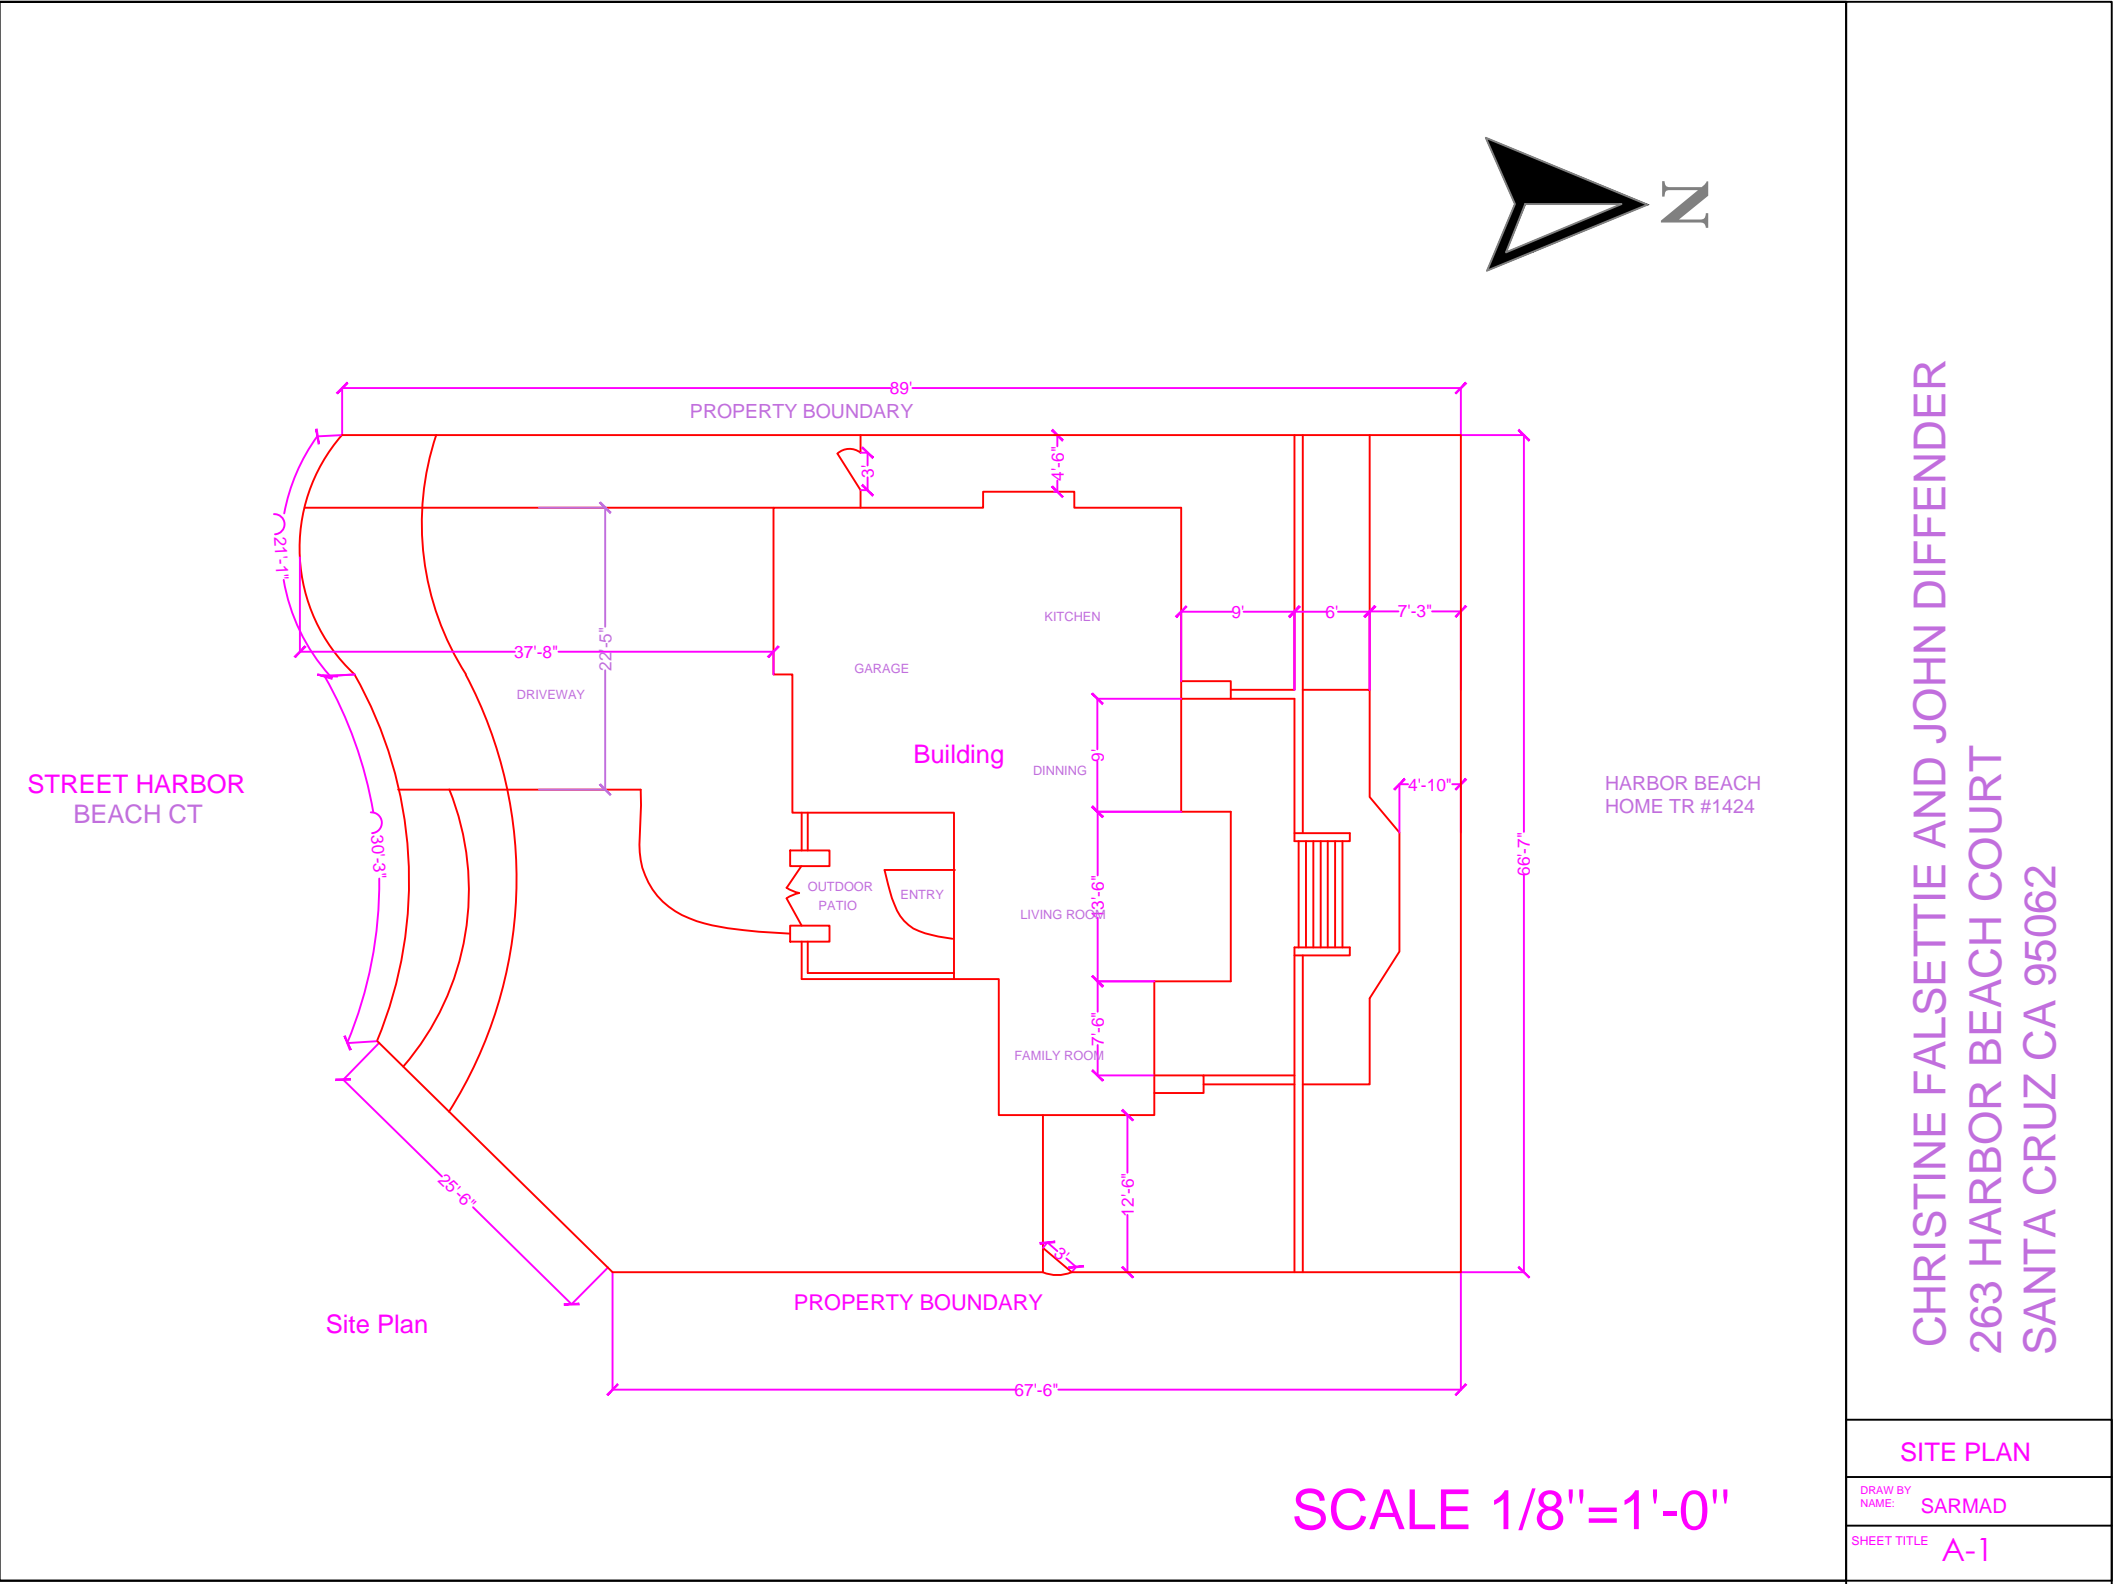 N
89'
PROPERTY BOUNDARY
3'
4'-6"
21'-1"
22'-5"
37'-8"
DRIVEWAY
GARAGE
KITCHEN
9'
6'
7'-3"
Building
DINNING
9'
4'-10"
STREET HARBOR
BEACH CT
HARBOR BEACH
HOME TR #1424
30'-3"
66'-7"
OUTDOOR
PATIO
ENTRY
LIVING ROOM
13'-6"
7'-6"
FAMILY ROOM
25'-6"
12'-6"
3'
PROPERTY BOUNDARY
Site Plan
67'-6"
SCALE 1/8"=1'-0"
CHRISTINE FALSETTIE AND JOHN DIFFENDER
263 HARBOR BEACH COURT
SANTA CRUZ CA 95062
SITE PLAN
DRAW BY
NAME: SARMAD
SHEET TITLE A-1